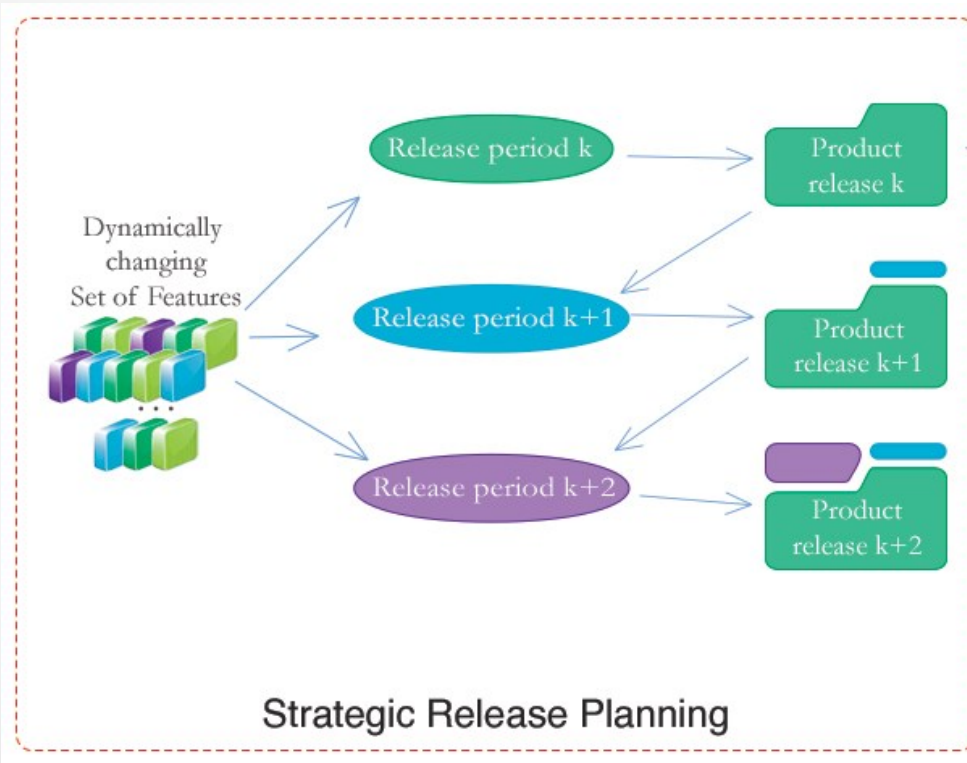 Release period k
Product
release k
Dynamically
changing
Set of Features
Release period k+1
Product
release k+1
...
Release period k+2
Product
release k+2
Strategic Release Planning